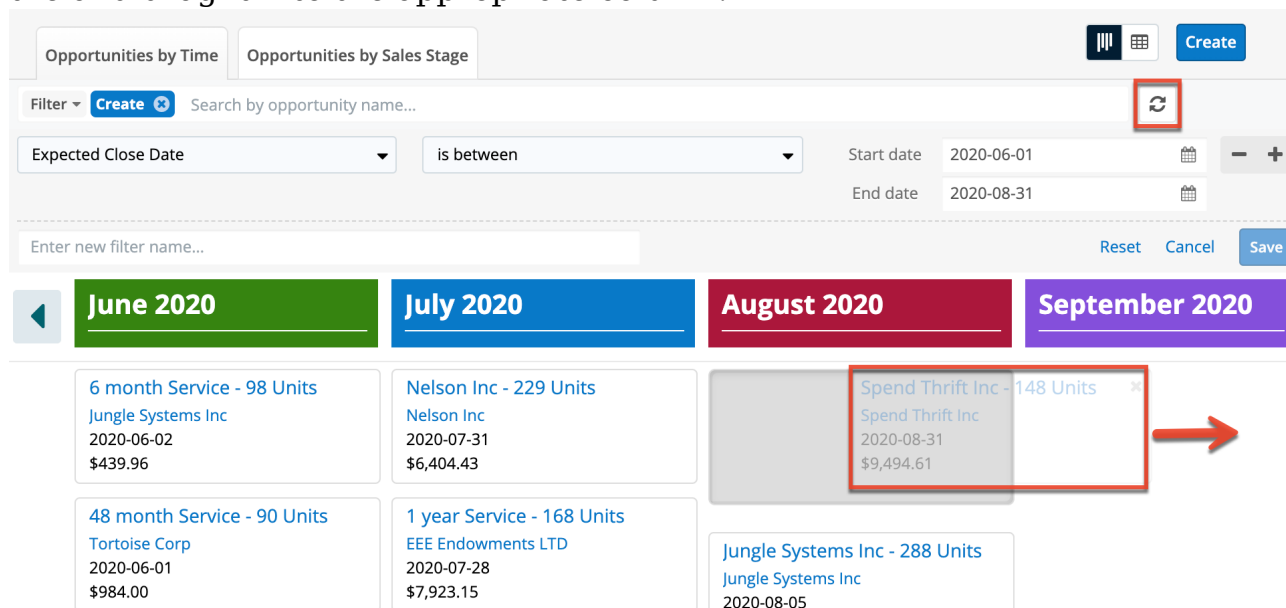 Opportunities by Time
Opportunities by Sales Stage
Create
Filter
Create
Search by opportunity name...
Expected Close Date
is between
Start date
2020-06-01
End date
2020-08-31
Enter new filter name...
Reset
Cancel
Save
June 2020
July 2020
August 2020
September 2020
6 month Service - 98 Units
Jungle Systems Inc
2020-06-02
$439.96
Nelson Inc - 229 Units
Nelson Inc
2020-07-31
$6,404.43
Spend Thrift Inc - 148 Units
Spend Thrift Inc
2020-08-31
$9,494.61
48 month Service - 90 Units
Tortoise Corp
2020-06-01
$984.00
1 year Service - 168 Units
EEE Endowments LTD
2020-07-28
$7,923.15
Jungle Systems Inc - 288 Units
Jungle Systems Inc
2020-08-05